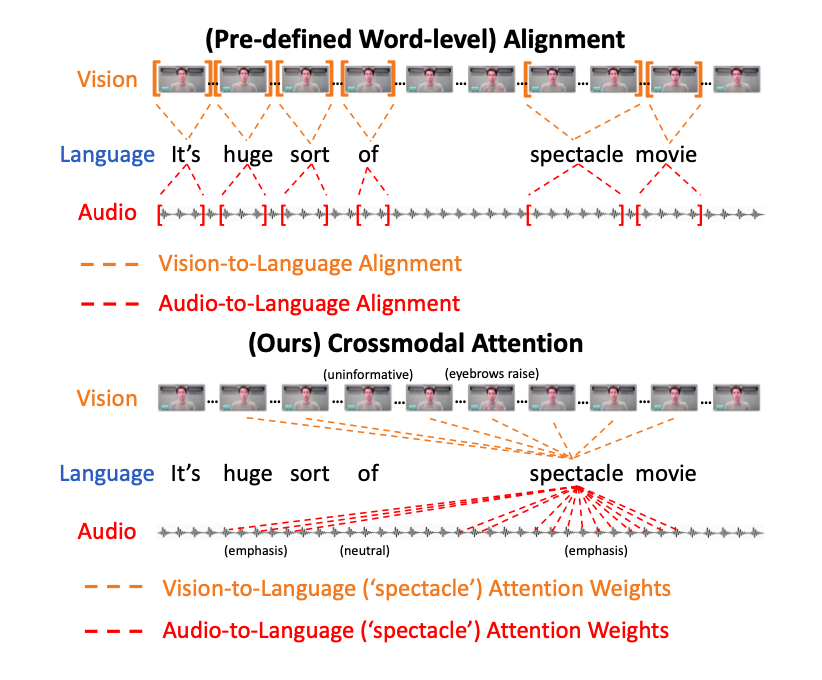 (Pre-defined Word-level) Alignment
Vision
... ... ... ... ... ... ... ... ...
Language It's huge sort of spectacle movie
Audio [ ] [ ] [ ] [ ] [ ] [ ]
Vision-to-Language Alignment
Audio-to-Language Alignment
(Ours) Crossmodal Attention
(uninformative) (eyebrows raise)
Vision
... ... ... ... ... ... ... ... ...
Language It's huge sort of spectacle movie
Audio
(emphasis) (neutral) (emphasis)
Vision-to-Language ('spectacle') Attention Weights
Audio-to-Language ('spectacle') Attention Weights